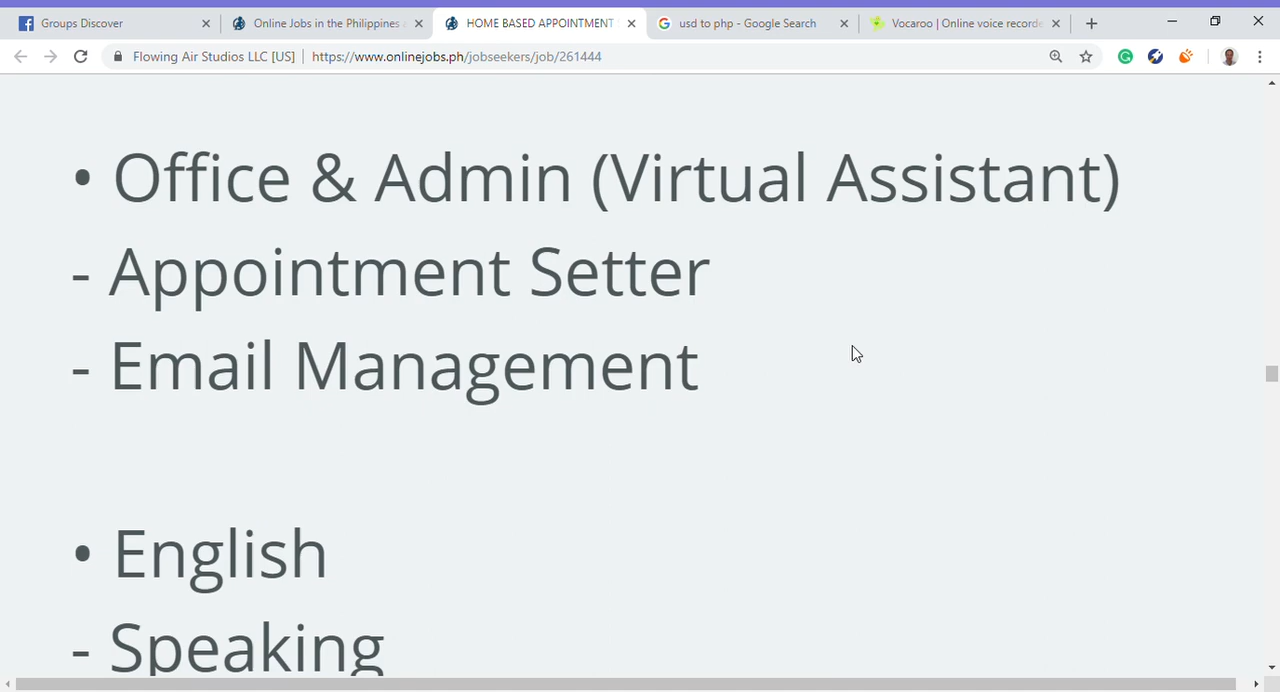 Groups Discover
Online Jobs in the Philippines
HOME BASED APPOINTMENT
usd to php - Google Search
Vocaroo | Online voice recorde
Flowing Air Studios LLC [US] | https://www.onlinejobs.ph/jobseekers/job/261444
• Office & Admin (Virtual Assistant)
- Appointment Setter
- Email Management
• English
- Speaking